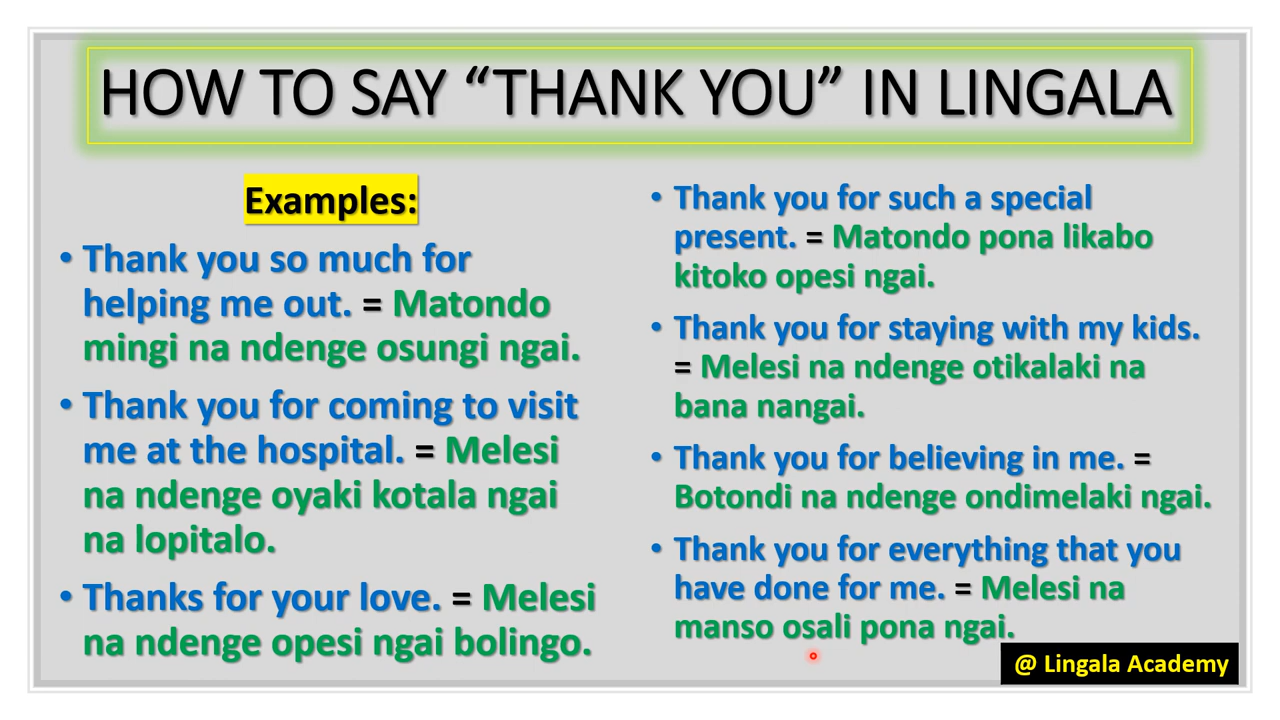 HOW TO SAY “THANK YOU” IN LINGALA
Examples:
• Thank you so much for
helping me out. = Matondo
mingi na ndenge osungi ngai.
• Thank you for coming to visit
me at the hospital. = Melesi
na ndenge oyaki kotala ngai
na lopitalo.
• Thanks for your love. = Melesi
na ndenge opesi ngai bolingo.
• Thank you for such a special
present. = Matondo pona likabo
kitoko opesi ngai.
• Thank you for staying with my kids.
= Melesi na ndenge otikalaki na
bana nangai.
• Thank you for believing in me. =
Botondi na ndenge ondimelaki ngai.
• Thank you for everything that you
have done for me. = Melesi na
manso osali pona ngai.
@ Lingala Academy